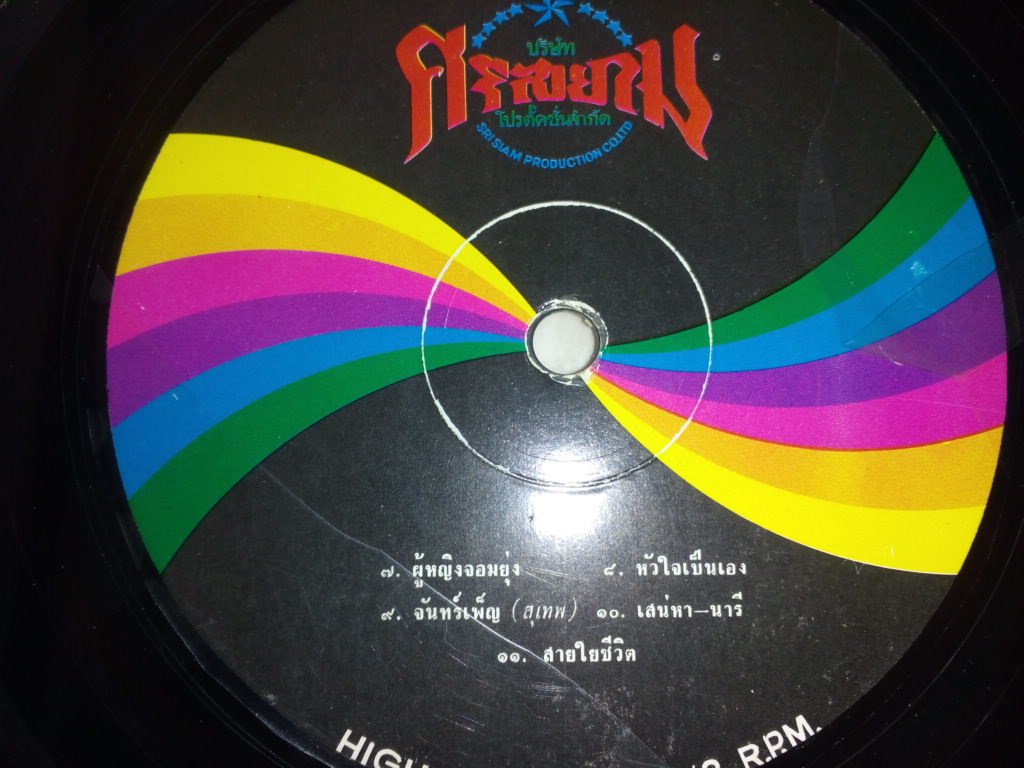 บริษัท
ศรีสยาม
โปรดั๊คชั่นจำกัด
SRI SIAM PRODUCTION CO.LTD
๗. ผู้หญิงจอมยุ่ง ๘. หัวใจเป็นเอง
๙. จันทร์เพ็ญ (สุเทพ) ๑๐. เสน่หา–นารี
๑๑. สายใยชีวิต
R.P.M.